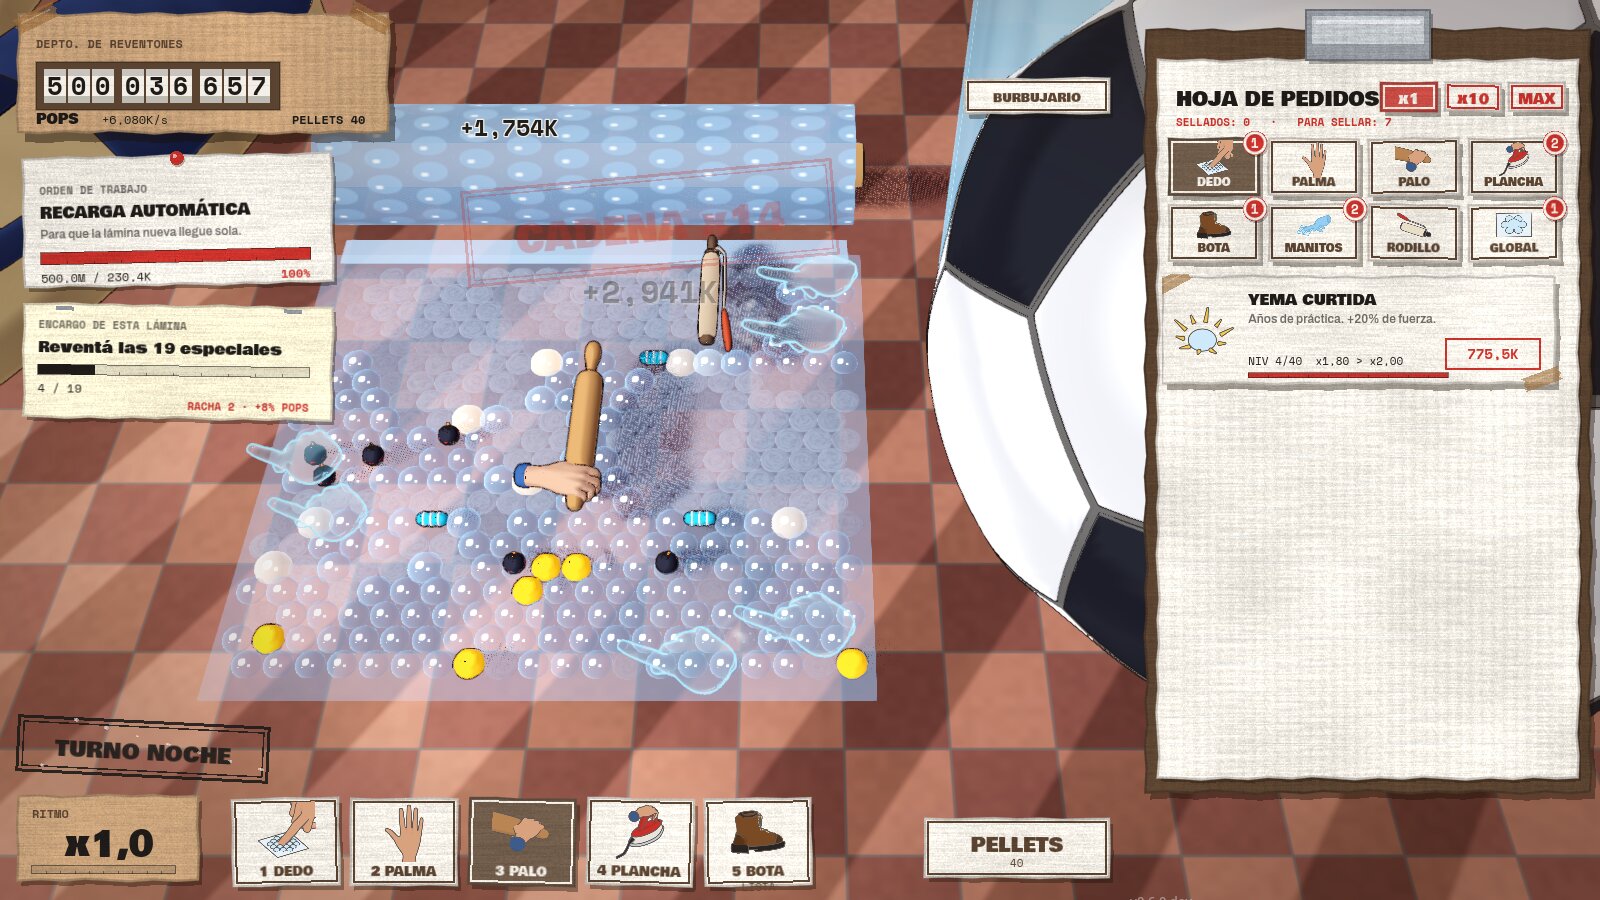 DEPTO. DE REVENTONES
500 036 657
POPS +6,080K/s PELLETS 40
ORDEN DE TRABAJO
RECARGA AUTOMÁTICA
Para que la lámina nueva llegue sola.
500.0M / 230.4K 100%
ENCARGO DE ESTA LÁMINA
Reventá las 19 especiales
4 / 19
RACHA 2 · +8% POPS
+1,754K
CADENA x14
+2,941K
BURBUJARIO
HOJA DE PEDIDOS x1 x10 MAX
SELLADOS: 0 · PARA SELLAR: 7
DEDO 1
PALMA
PALO
PLANCHA 2
BOTA 1
MANITOS 2
RODILLO
GLOBAL 1
YEMA CURTIDA
Años de práctica. +20% de fuerza.
NIV 4/40 x1,80 > x2,00
775,5K
TURNO NOCHE
RITMO
x1,0
1 DEDO
2 PALMA
3 PALO
4 PLANCHA
5 BOTA
PELLETS
40